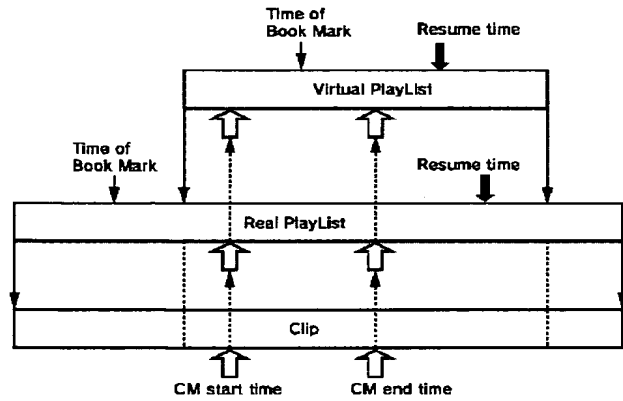 Time of
Book Mark
Resume time
Virtual PlayList
Time of
Book Mark
Resume time
Real PlayList
Clip
CM start time
CM end time